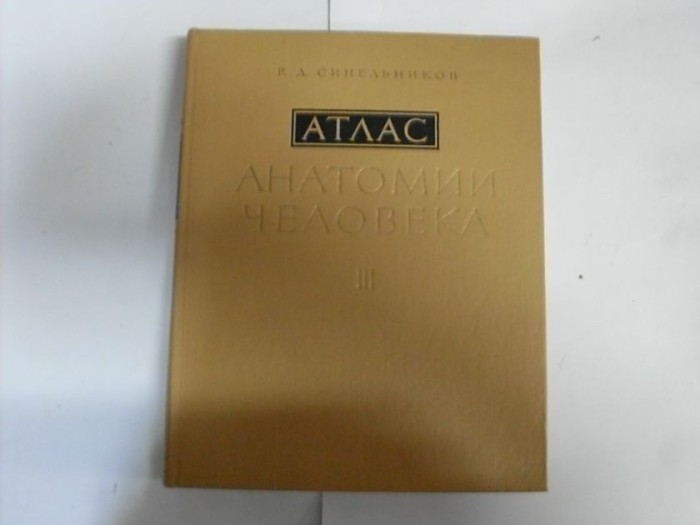 Р. Д. СИНЕЛЬНИКОВ
АТЛАС
АНАТОМИИ
ЧЕЛОВЕКА
III